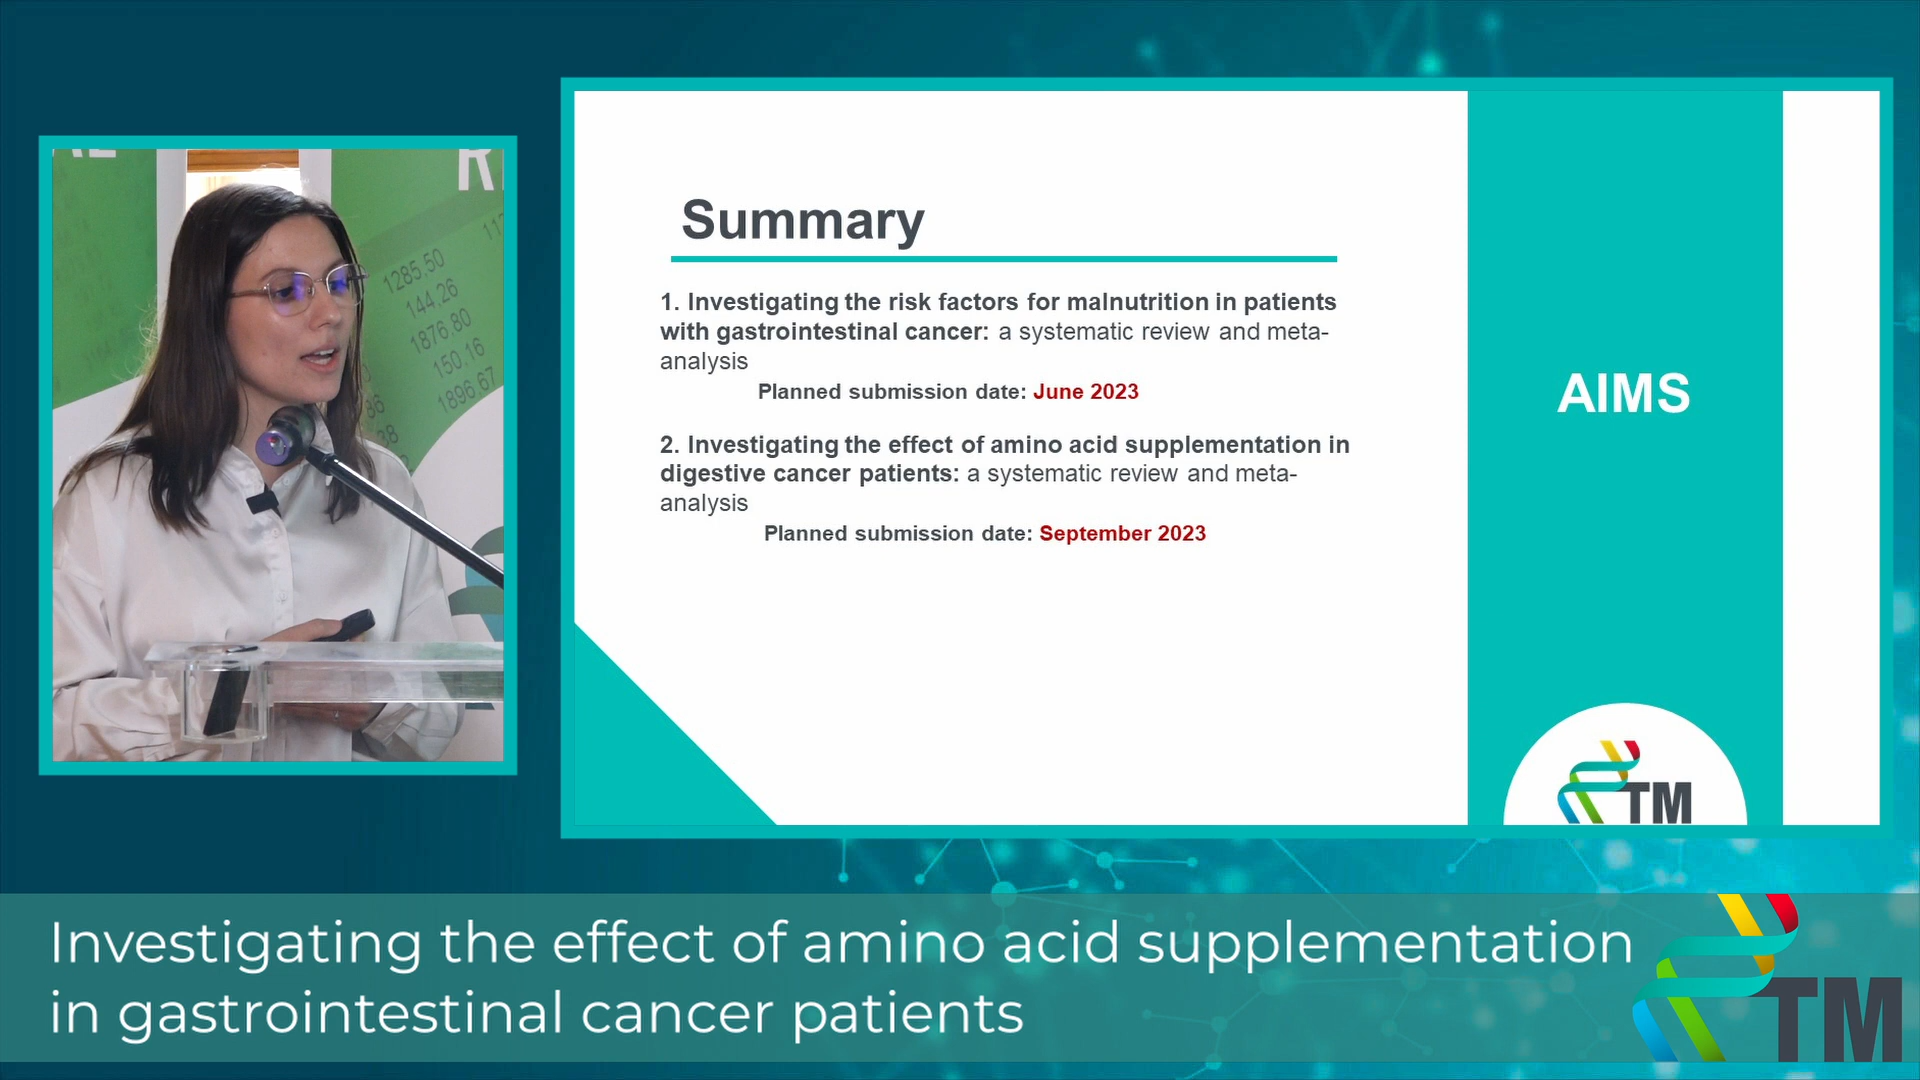 1285,50
144,26
1876,80
150,16
1896,67
Summary
1. Investigating the risk factors for malnutrition in patients
with gastrointestinal cancer: a systematic review and meta-
analysis
Planned submission date: June 2023
2. Investigating the effect of amino acid supplementation in
digestive cancer patients: a systematic review and meta-
analysis
Planned submission date: September 2023
AIMS
TM
Investigating the effect of amino acid supplementation
in gastrointestinal cancer patients
TM